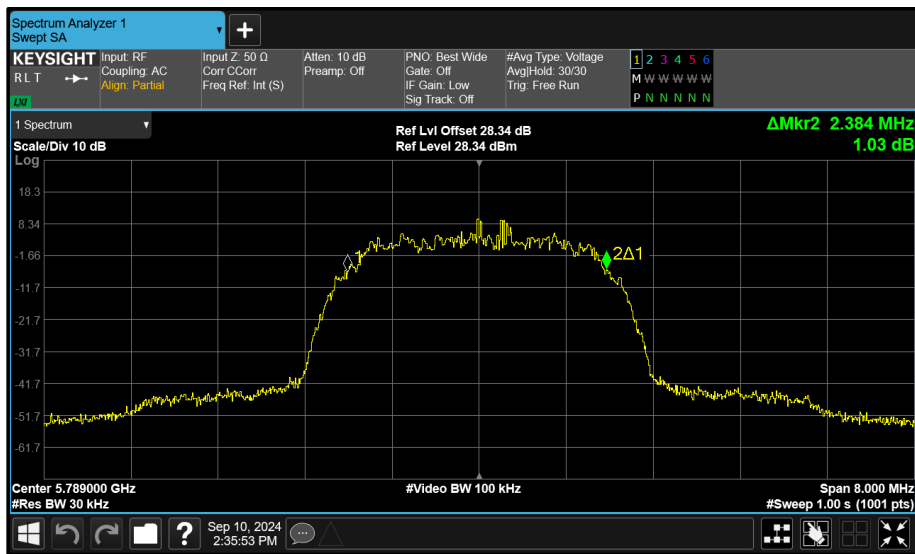 Spectrum Analyzer 1
Swept SA
+
KEYSIGHT
R L T
LXI
Input: RF
Coupling: AC
Align: Partial
Input Z: 50 Ω
Corr CCorr
Freq Ref: Int (S)
Atten: 10 dB
Preamp: Off
PNO: Best Wide
Gate: Off
IF Gain: Low
Sig Track: Off
#Avg Type: Voltage
Avg|Hold: 30/30
Trig: Free Run
1 2 3 4 5 6
M W W W W W
P N N N N N
1 Spectrum
Scale/Div 10 dB
Ref Lvl Offset 28.34 dB
Ref Level 28.34 dBm
ΔMkr2 2.384 MHz
1.03 dB
Log
18.3
8.34
-1.66
-11.7
-21.7
-31.7
-41.7
-51.7
-61.7
1
2Δ1
Center 5.789000 GHz
#Res BW 30 kHz
#Video BW 100 kHz
Span 8.000 MHz
#Sweep 1.00 s (1001 pts)
?
Sep 10, 2024
2:35:53 PM